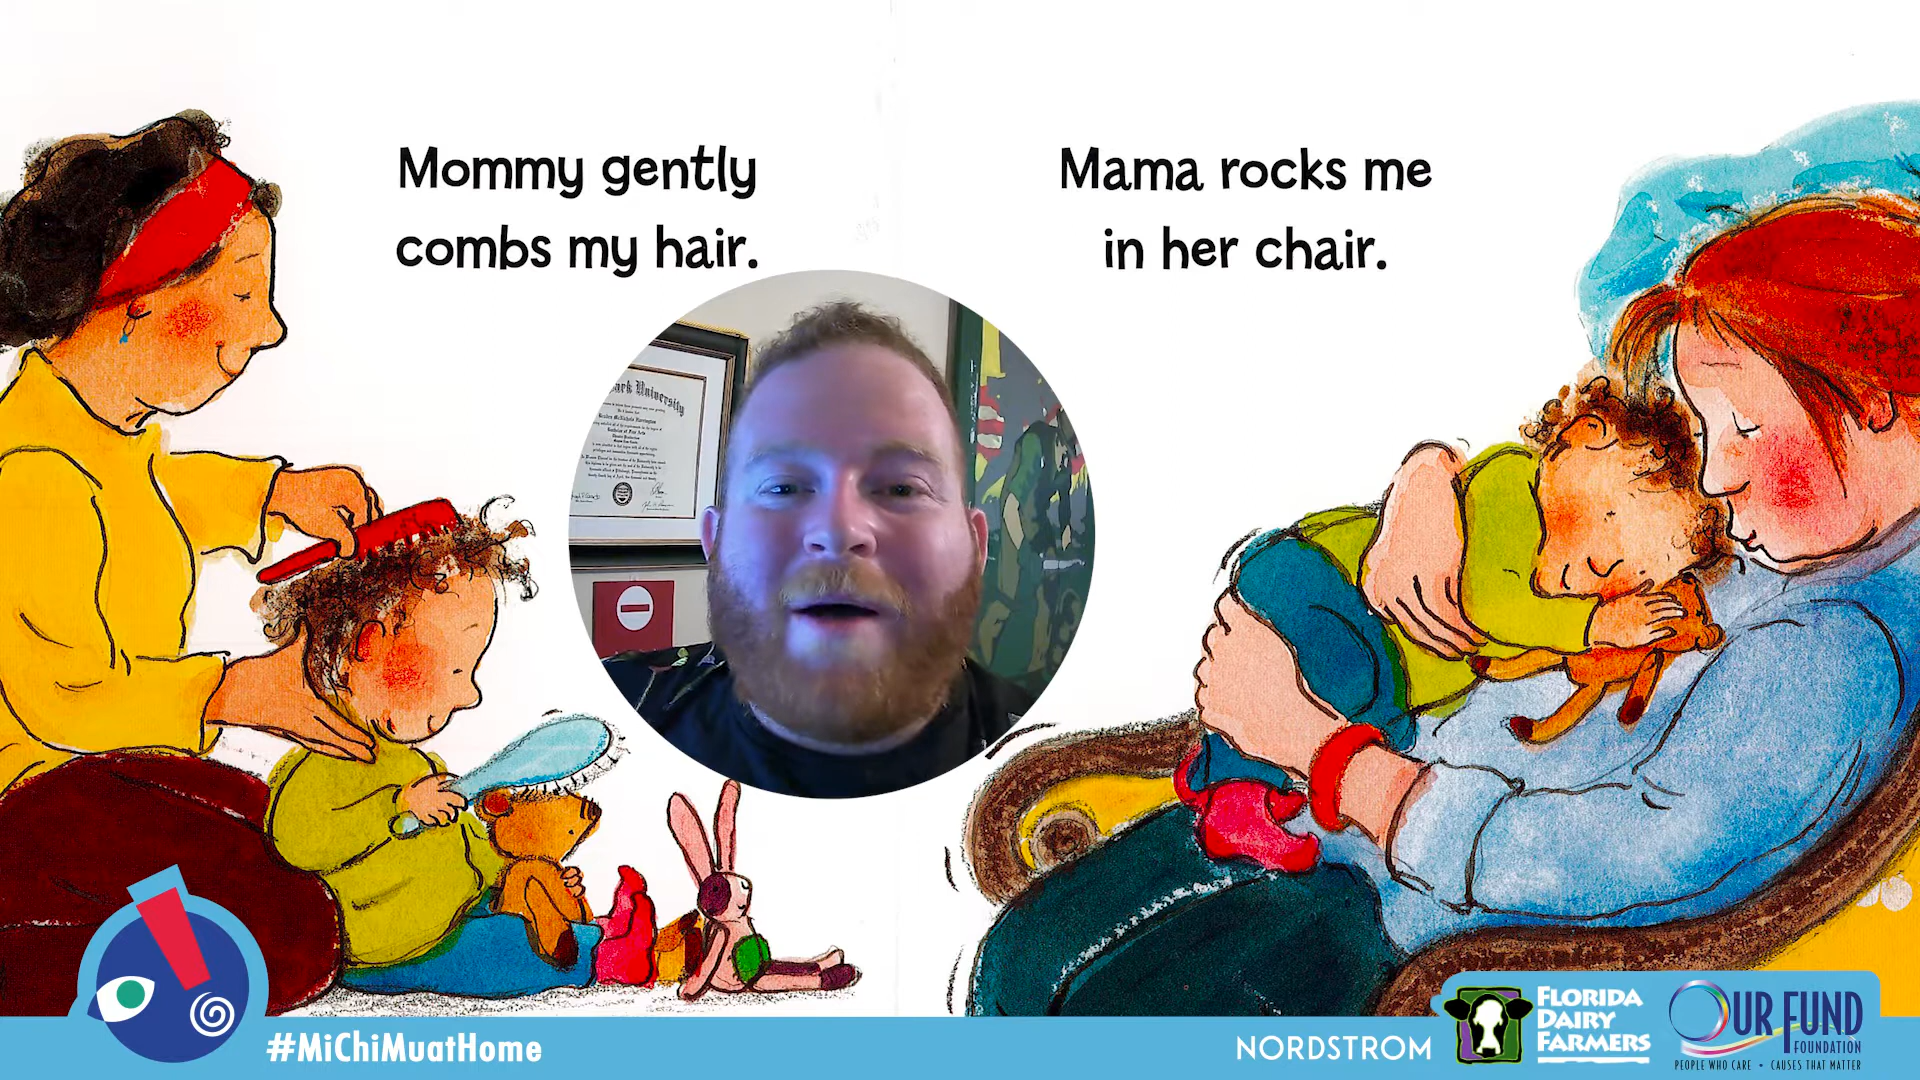 Mommy gently
combs my hair.
Mama rocks me
in her chair.
University
#MiChiMuatHome
NORDSTROM
FLORIDA
DAIRY
FARMERS
OUR FUND
FOUNDATION
PEOPLE WHO CARE • CAUSES THAT MATTER